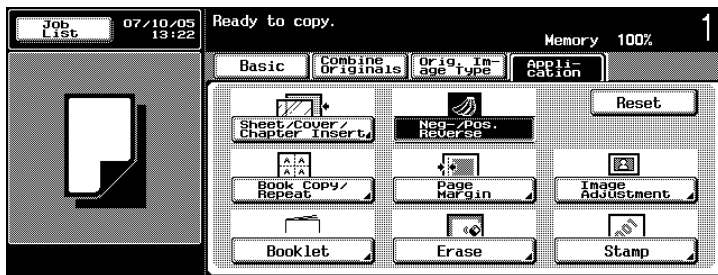 Job List
07/10/05
13:22
Ready to copy.
Memory 100%
1
Basic
Combine
Originals
Orig. Im-
age Type
Appli-
cation
Sheet/Cover/
Chapter Insert
Neg-/Pos.
Reverse
Reset
Book Copy/
Repeat
Page
Margin
Image
Adjustment
Booklet
Erase
Stamp
A A
A A
001